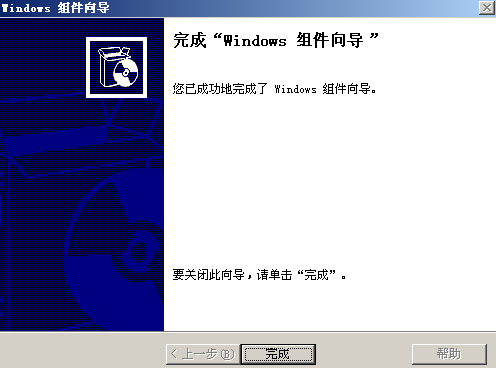 Windows 组件向导
完成“Windows 组件向导 ”
您已成功地完成了 Windows 组件向导。
要关闭此向导，请单击“完成”。
< 上一步(B) 完成 帮助